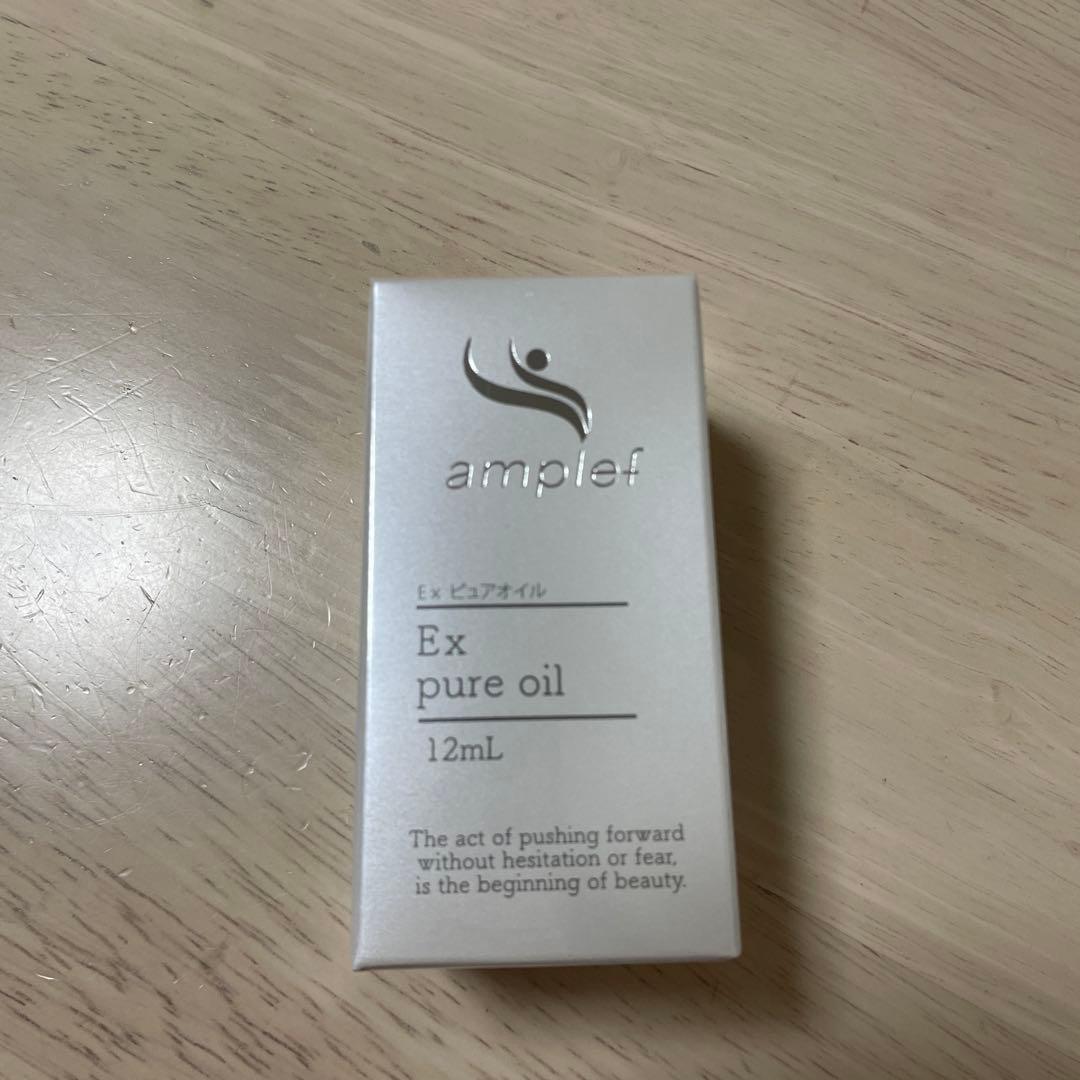 amplef
Ex ピュアオイル
Ex
pure oil
12mL
The act of pushing forward
without hesitation or fear,
is the beginning of beauty.